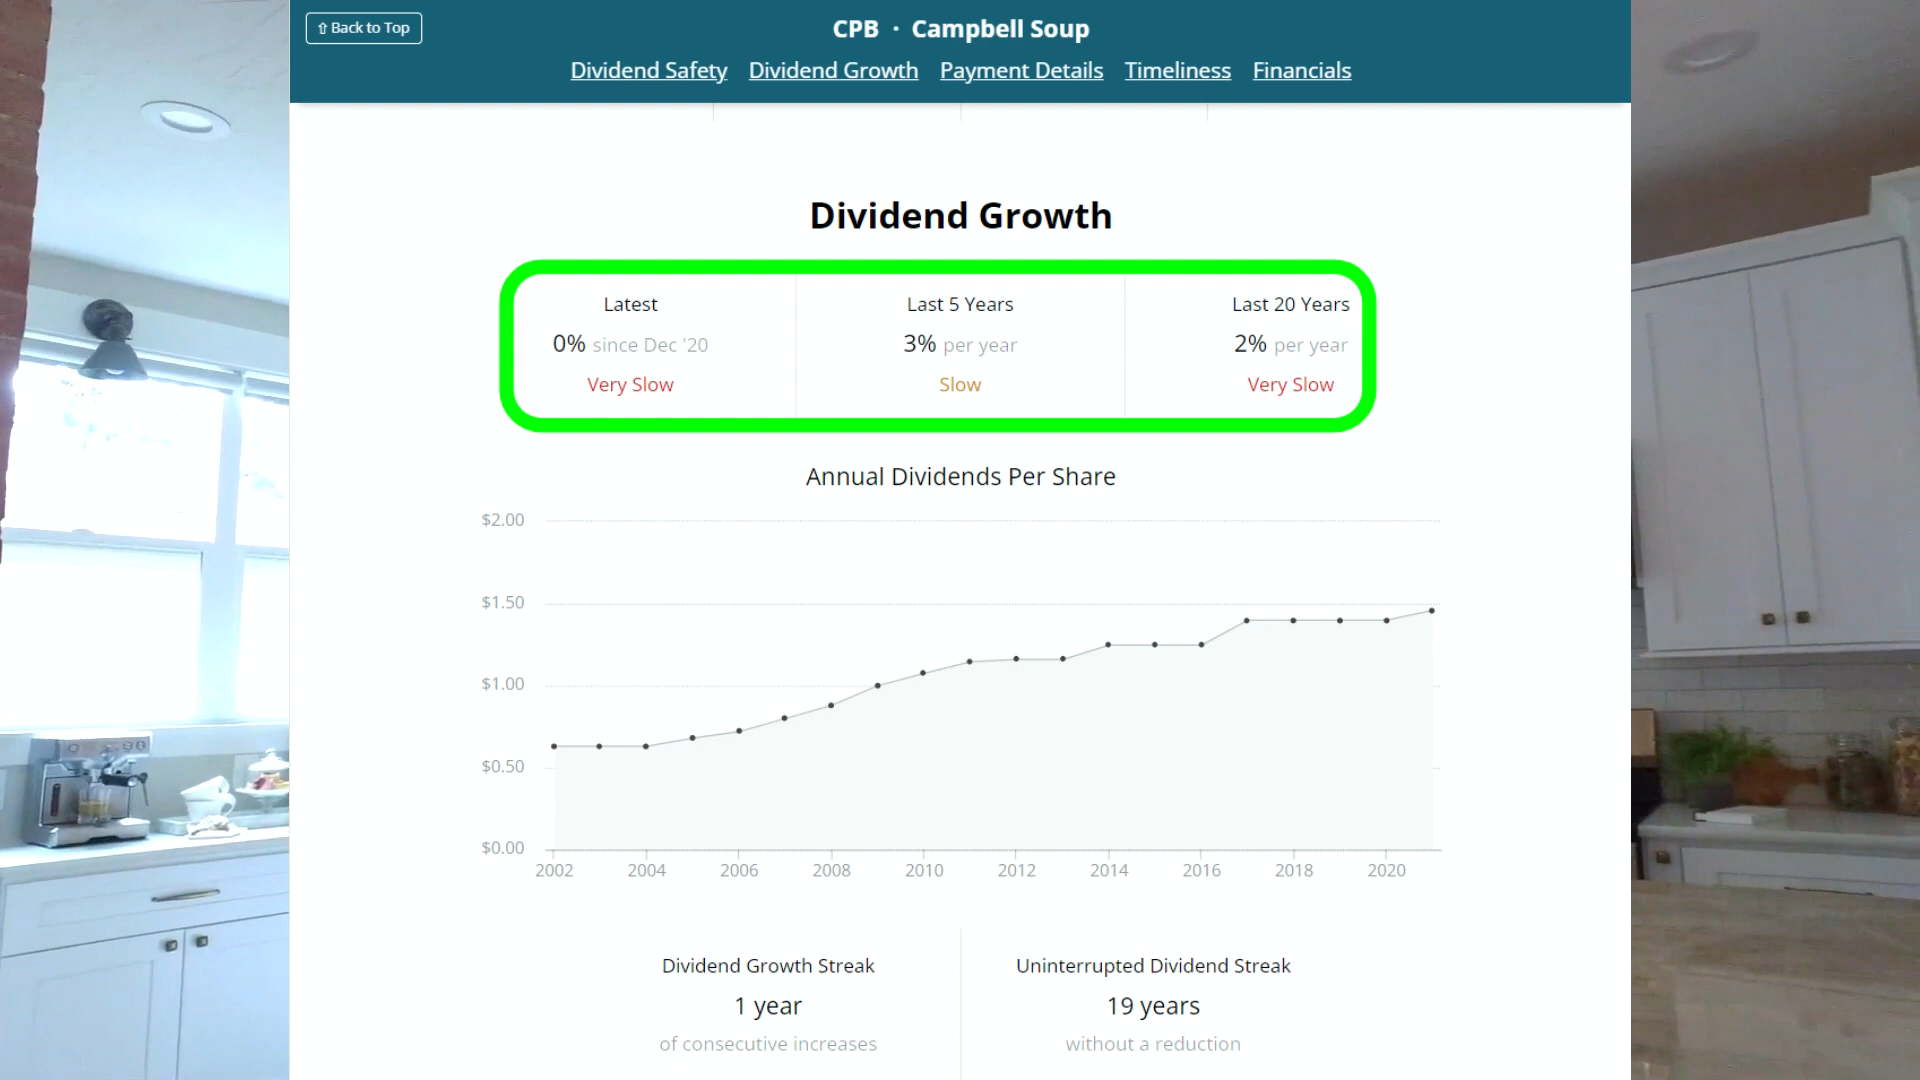 ⇧ Back to Top
CPB · Campbell Soup
Dividend Safety Dividend Growth Payment Details Timeliness Financials
Dividend Growth
Latest
0% since Dec '20
Very Slow
Last 5 Years
3% per year
Slow
Last 20 Years
2% per year
Very Slow
Annual Dividends Per Share
$2.00
$1.50
$1.00
$0.50
$0.00
2002 2004 2006 2008 2010 2012 2014 2016 2018 2020
Dividend Growth Streak
1 year
of consecutive increases
Uninterrupted Dividend Streak
19 years
without a reduction